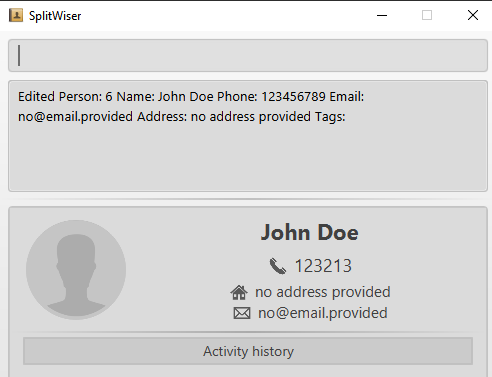 SplitWiser
Edited Person: 6 Name: John Doe Phone: 123456789 Email:
no@email.provided Address: no address provided Tags:
John Doe
123213
no address provided
no@email.provided
Activity history